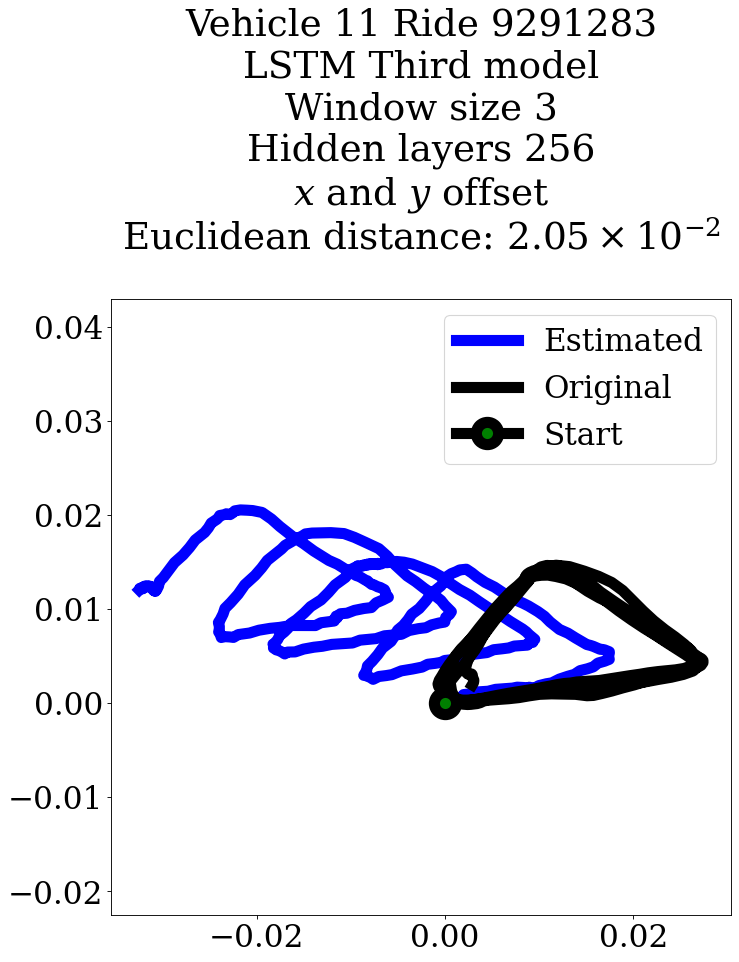 Vehicle 11 Ride 9291283
LSTM Third model
Window size 3
Hidden layers 256
x and y offset
Euclidean distance: 2.05 × 10⁻²
Estimated
Original
Start
0.04
0.03
0.02
0.01
0.00
−0.01
−0.02
−0.02 0.00 0.02